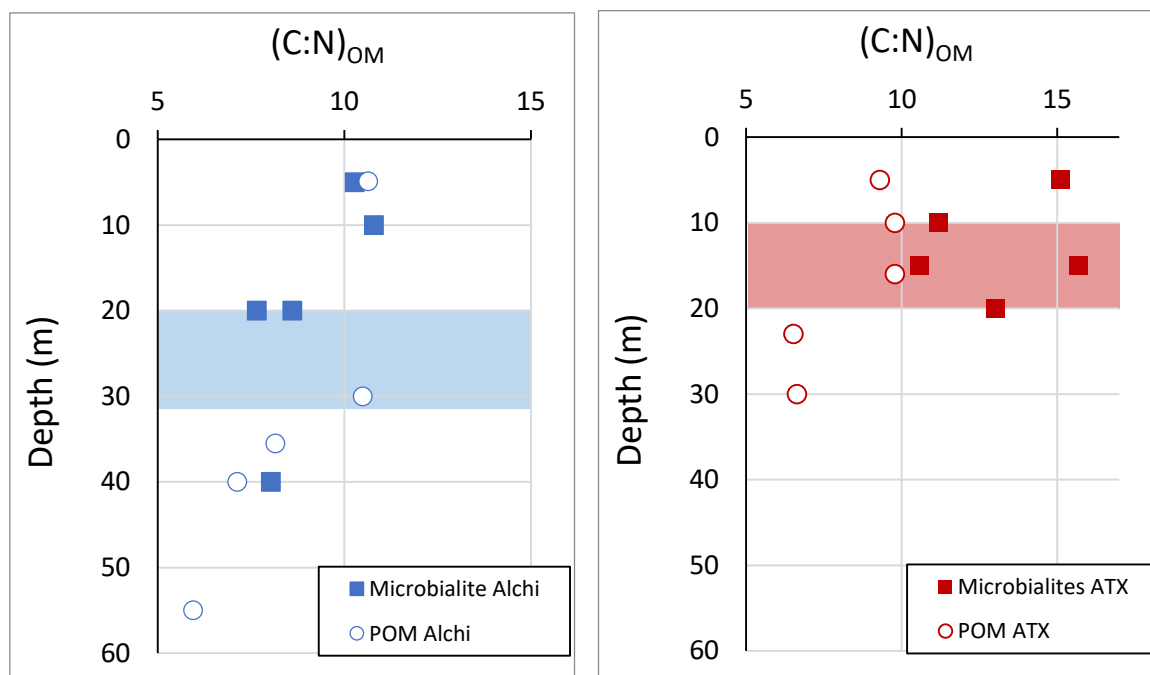 (C:N)OM
5 10 15
0
10
20
30
40
50
60
Depth (m)
Microbialite Alchi
POM Alchi
(C:N)OM
5 10 15
0
10
20
30
40
50
60
Depth (m)
Microbialites ATX
POM ATX